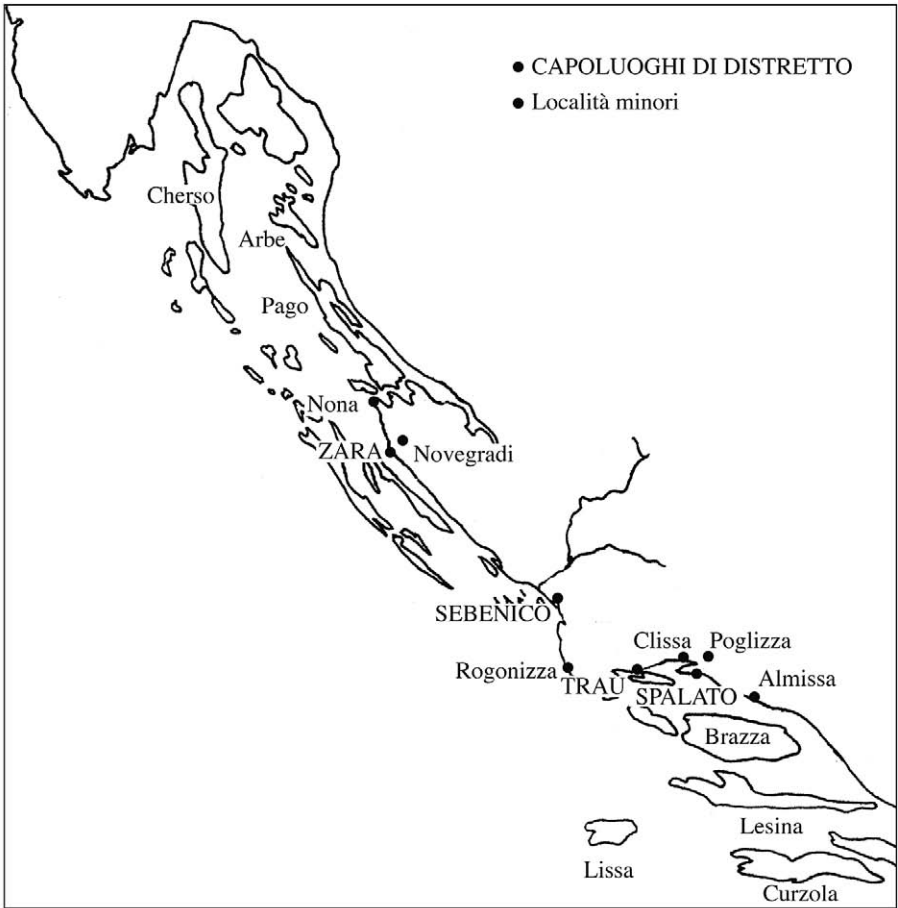 CAPOLUOGHI DI DISTRETTO
Località minori
Cherso
Arbe
Pago
Nona
ZARA
Novegradi
SEBENICO
Clissa
Poglizza
Rogonizza
TRAU
SPALATO
Almissa
Brazza
Lesina
Lissa
Curzola